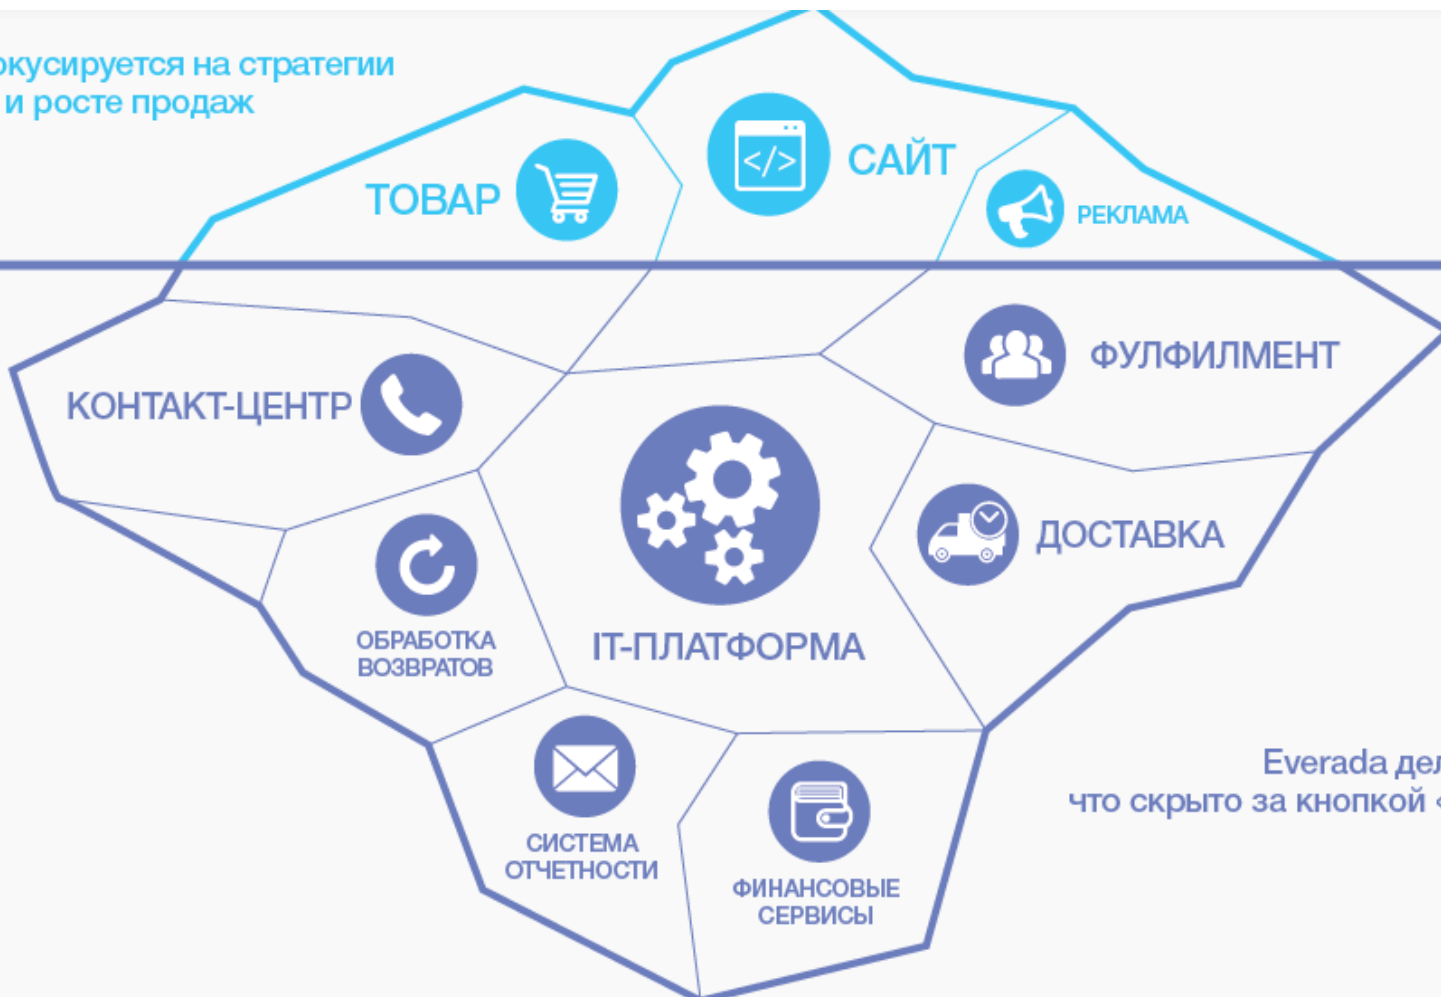 окусируется на стратегии
и росте продаж
ТОВАР
САЙТ
РЕКЛАМА
КОНТАКТ-ЦЕНТР
ФУЛФИЛМЕНТ
ДОСТАВКА
ОБРАБОТКА
ВОЗВРАТОВ
IT-ПЛАТФОРМА
СИСТЕМА
ОТЧЕТНОСТИ
ФИНАНСОВЫЕ
СЕРВИСЫ
Everada дел
что скрыто за кнопкой «